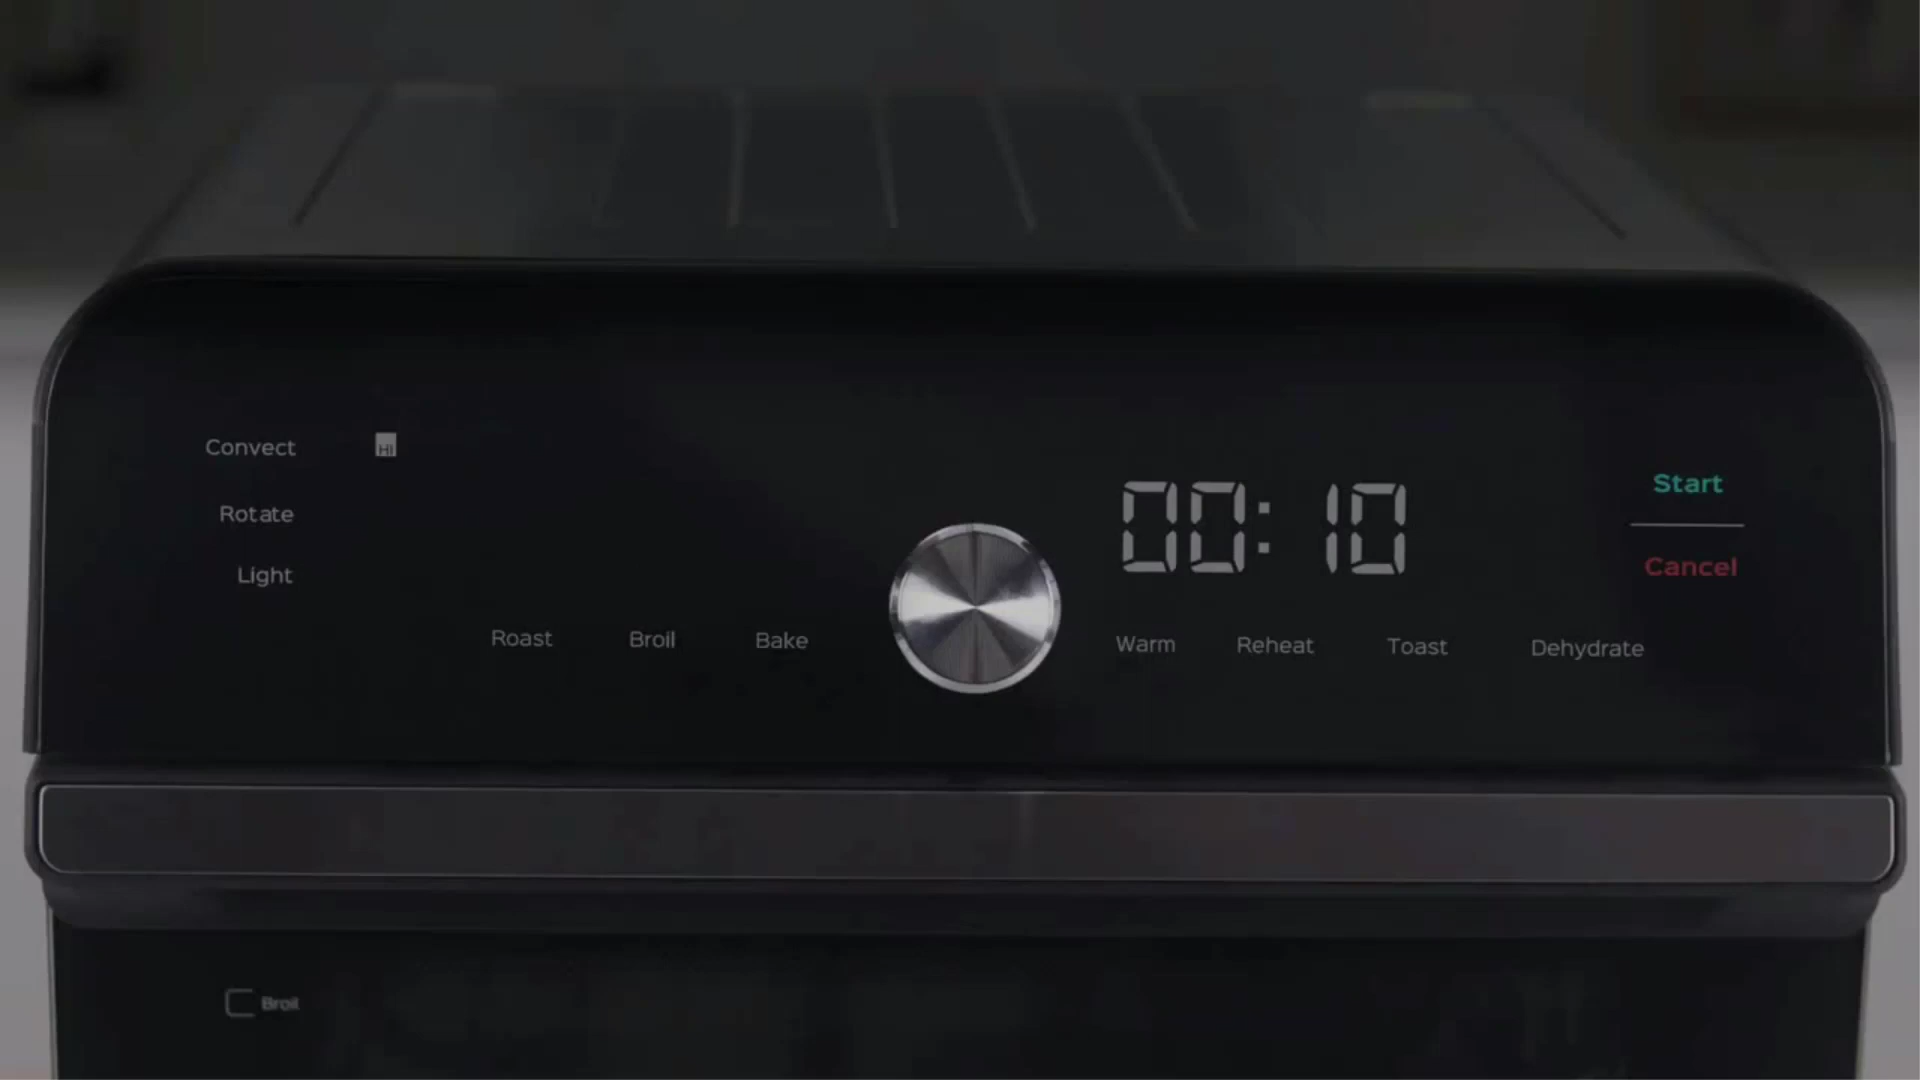 Convect HI
Rotate
Light
00:10
Start
Cancel
Roast Broil Bake Warm Reheat Toast Dehydrate
Broil